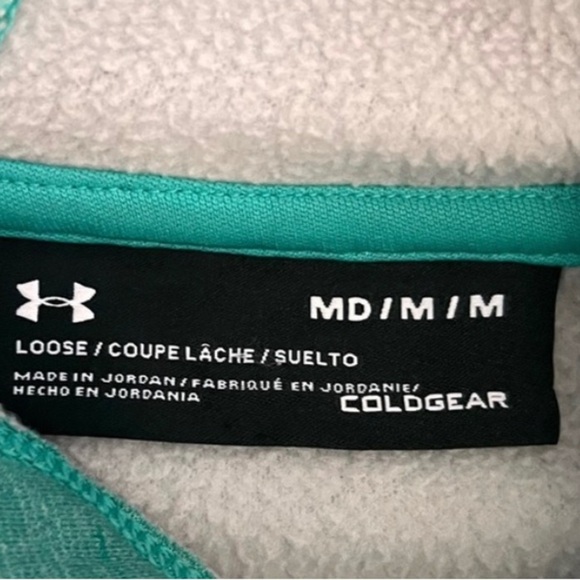 MD/M/M
LOOSE / COUPE LÂCHE / SUELTO
MADE IN JORDAN / FABRIQUÉ EN JORDANIE/
HECHO EN JORDANIA
COLDGEAR